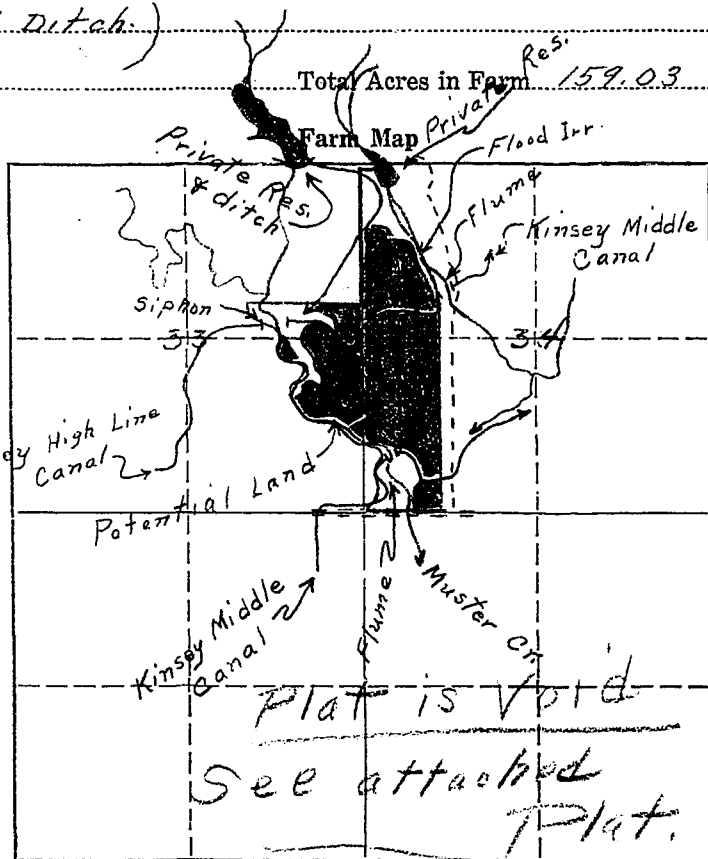 Ditch.)
Total Acres in Farm 159.03
Farm Map
Private Res.
Private Res.
& ditch
Flood Irr.
Flume
Kinsey Middle
Canal
Siphon
33
34
ey High Line
Canal
Potential Land
Kinsey Middle
Canal
Flume
Muster Cr.
Plat is Void
See attached
Plat.